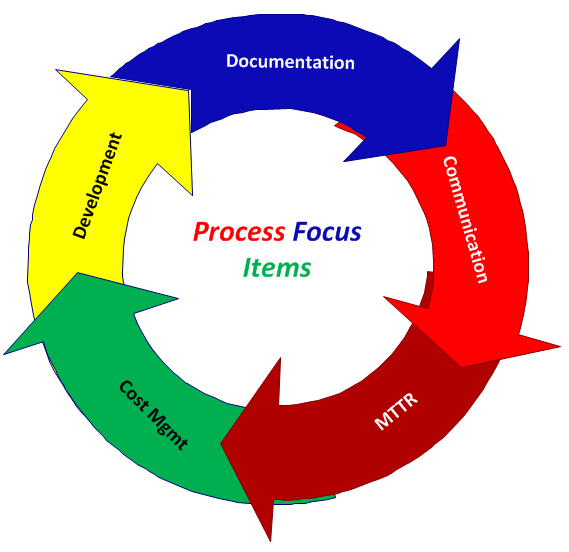 Documentation
Communication
MTTR
Cost Mgmt
Development
Process Focus
Items